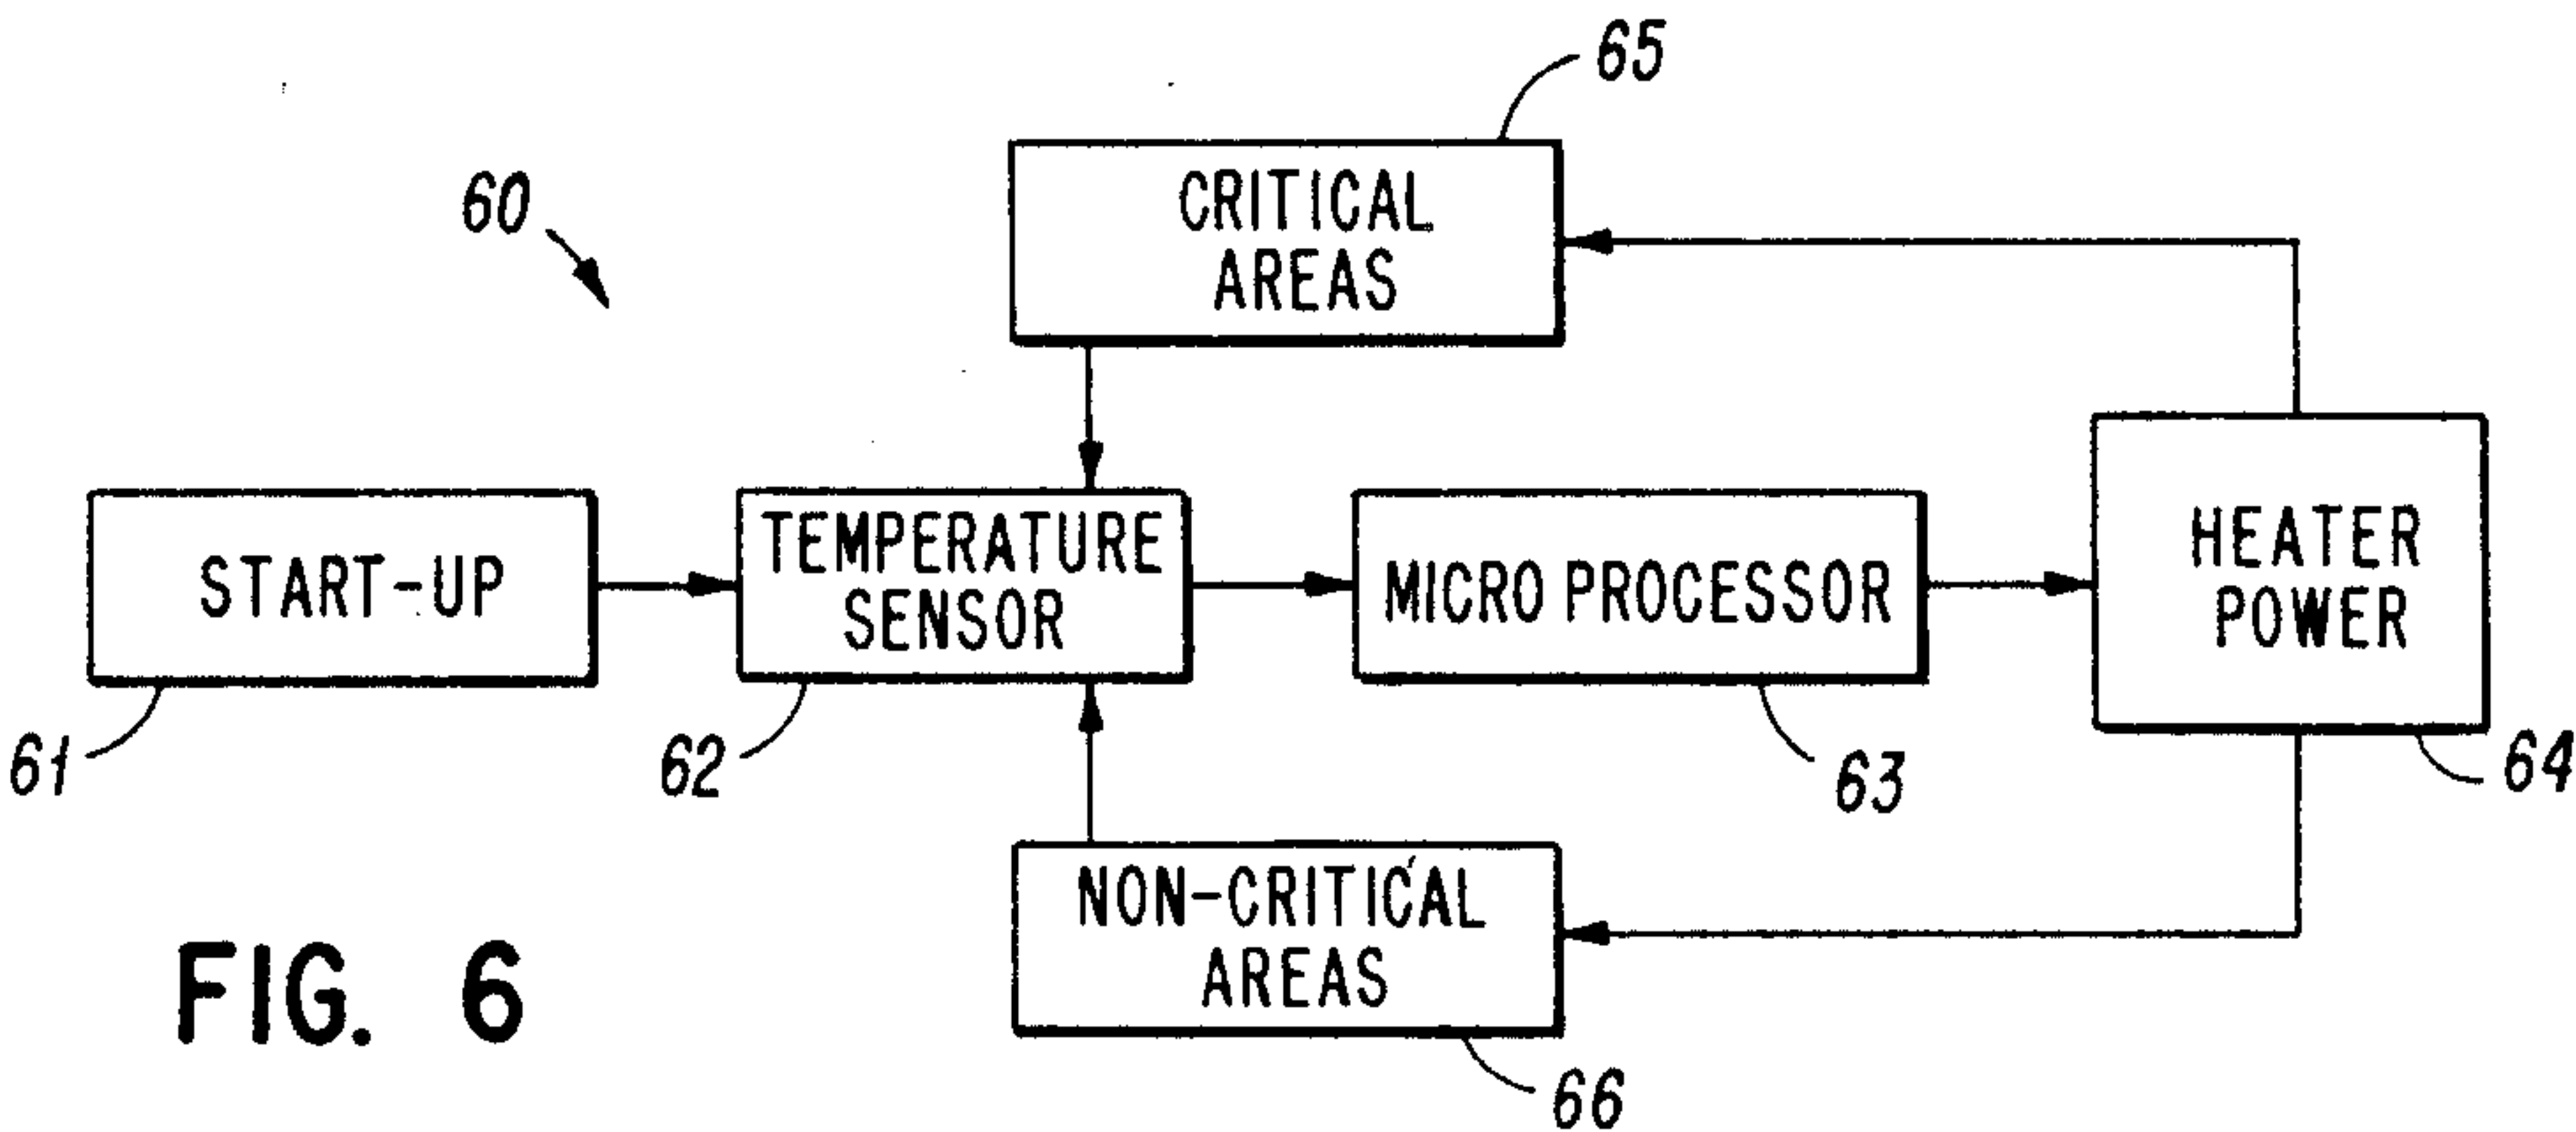 65
CRITICAL
AREAS
60
START-UP
TEMPERATURE
SENSOR
MICRO PROCESSOR
HEATER
POWER
61
62
63
64
NON-CRITICAL
AREAS
66
FIG. 6